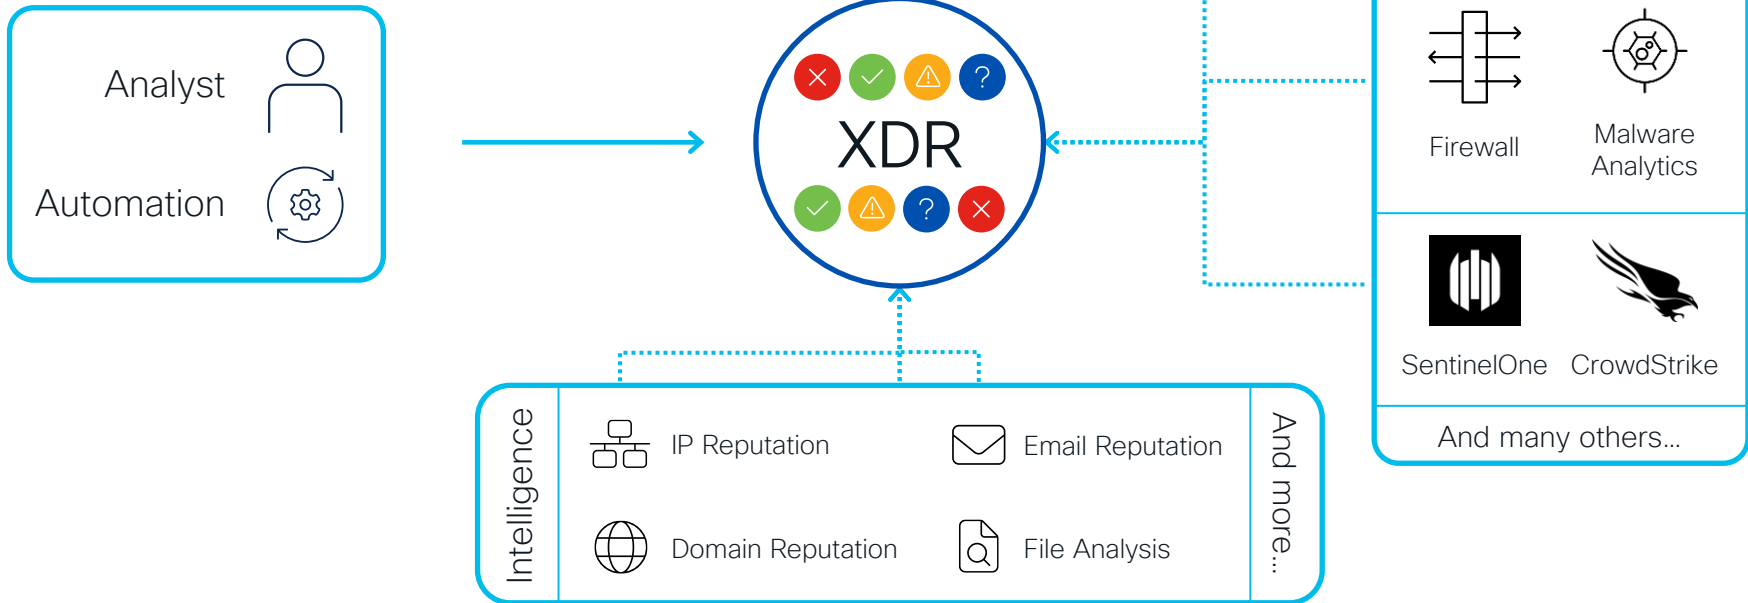 Analyst
Automation
XDR
Firewall
Malware
Analytics
SentinelOne
CrowdStrike
And many others...
Intelligence
IP Reputation
Email Reputation
Domain Reputation
File Analysis
And more...